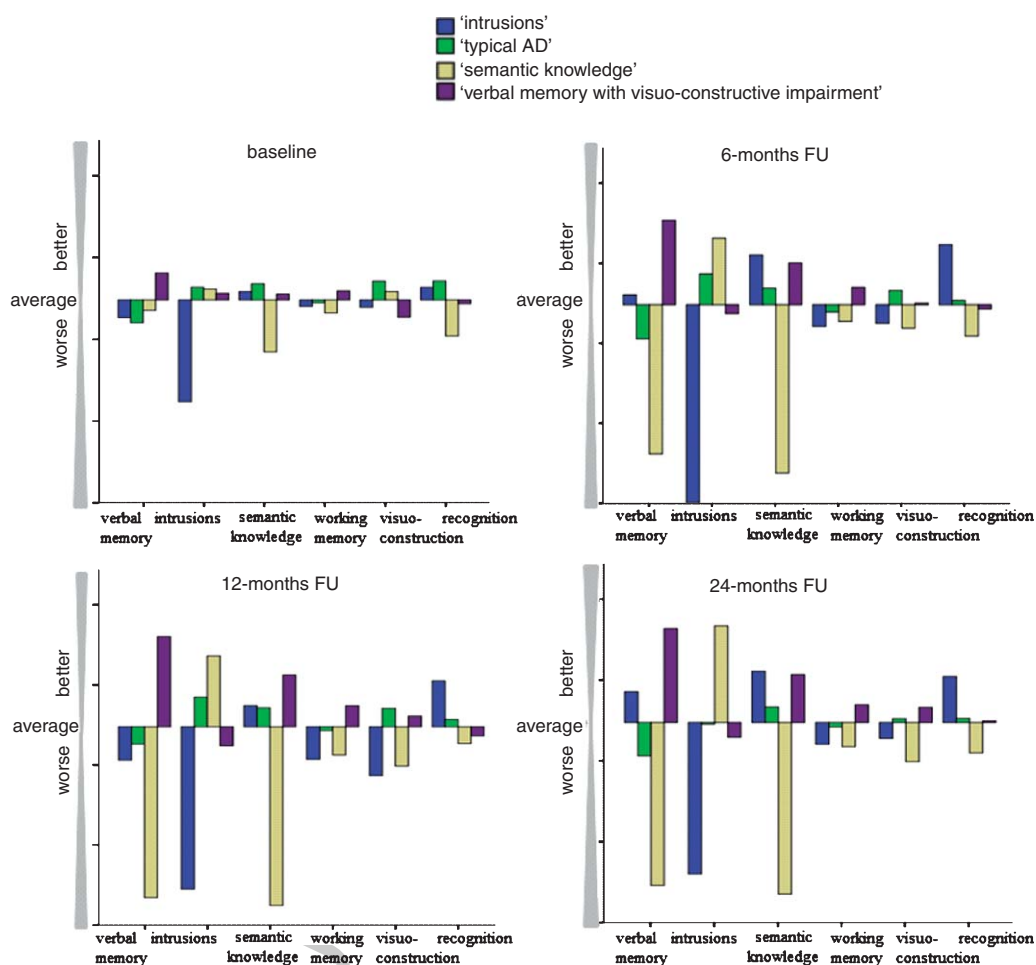 'intrusions'
'typical AD'
'semantic knowledge'
'verbal memory with visuo-constructive impairment'
baseline
better
average
worse
verbal memory
intrusions
semantic knowledge
working memory
visuo-construction
recognition
6-months FU
better
average
worse
verbal memory
intrusions
semantic knowledge
working memory
visuo-construction
recognition
12-months FU
better
average
worse
verbal memory
intrusions
semantic knowledge
working memory
visuo-construction
recognition
24-months FU
better
average
worse
verbal memory
intrusions
semantic knowledge
working memory
visuo-construction
recognition